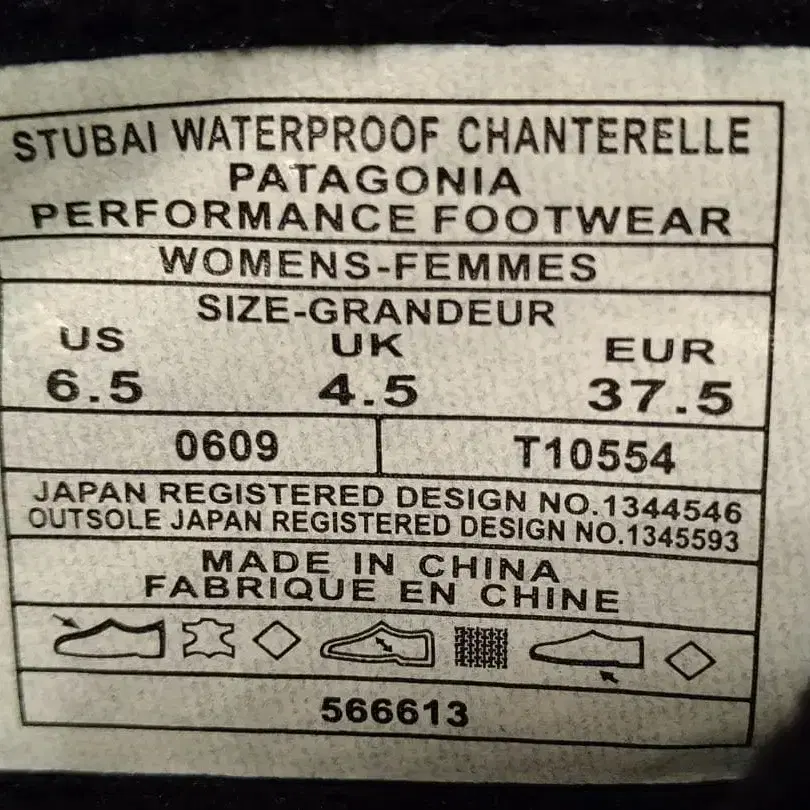 STUBAI WATERPROOF CHANTERELLE
PATAGONIA
PERFORMANCE FOOTWEAR
WOMENS-FEMMES
SIZE-GRANDEUR
US UK EUR
6.5 4.5 37.5
0609 T10554
JAPAN REGISTERED DESIGN NO.1344546
OUTSOLE JAPAN REGISTERED DESIGN NO.1345593
MADE IN CHINA
FABRIQUE EN CHINE
566613